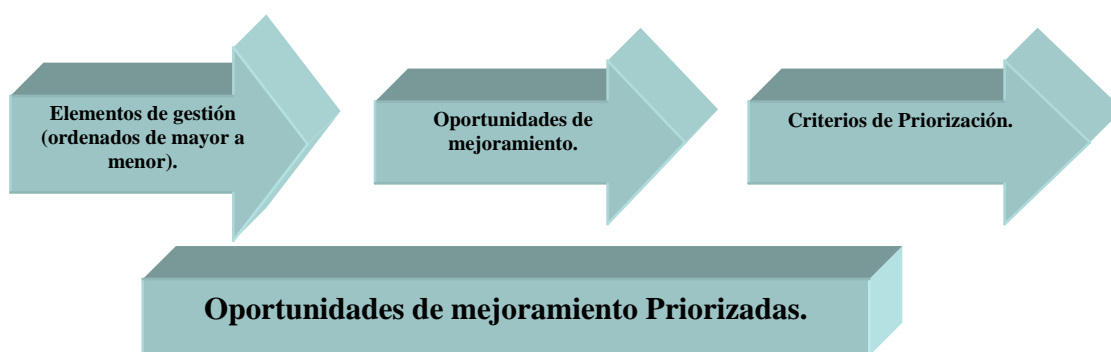 Elementos de gestión
(ordenados de mayor a
menor).
Oportunidades de
mejoramiento.
Criterios de Priorización.
Oportunidades de mejoramiento Priorizadas.